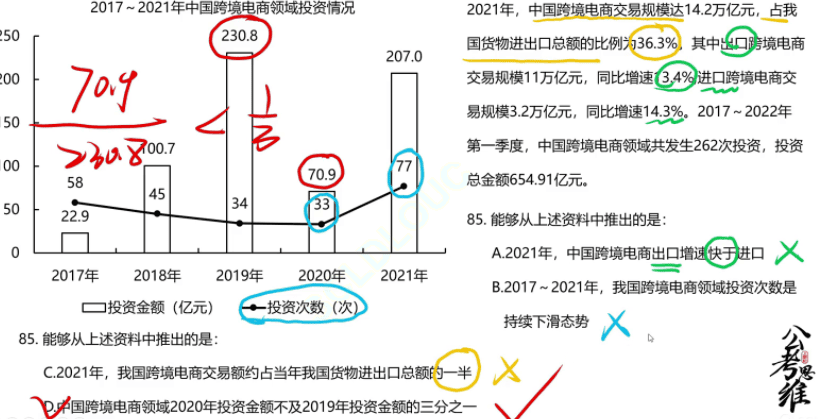 2017～2021年中国跨境电商领域投资情况
250
200
150
100
50
0
22.9
100.7
230.8
70.9
207.0
58
45
34
33
77
2017年
2018年
2019年
2020年
2021年
投资金额（亿元）
投资次数（次）
70.9
230.8
< 1/3
2021年，中国跨境电商交易规模达14.2万亿元，占我
国货物进出口总额的比例为36.3%，其中出口跨境电商
交易规模11万亿元，同比增速13.4%进口跨境电商交
易规模3.2万亿元，同比增速14.3%。2017～2022年
第一季度，中国跨境电商领域共发生262次投资，投资
总金额654.91亿元。
85. 能够从上述资料中推出的是：
A.2021年，中国跨境电商出口增速快于进口
B.2017～2021年，我国跨境电商领域投资次数是
持续下滑态势
85. 能够从上述资料中推出的是：
C.2021年，我国跨境电商交易额约占当年我国货物进出口总额的一半
D.中国跨境电商领域2020年投资金额不及2019年投资金额的三分之一
公考思维